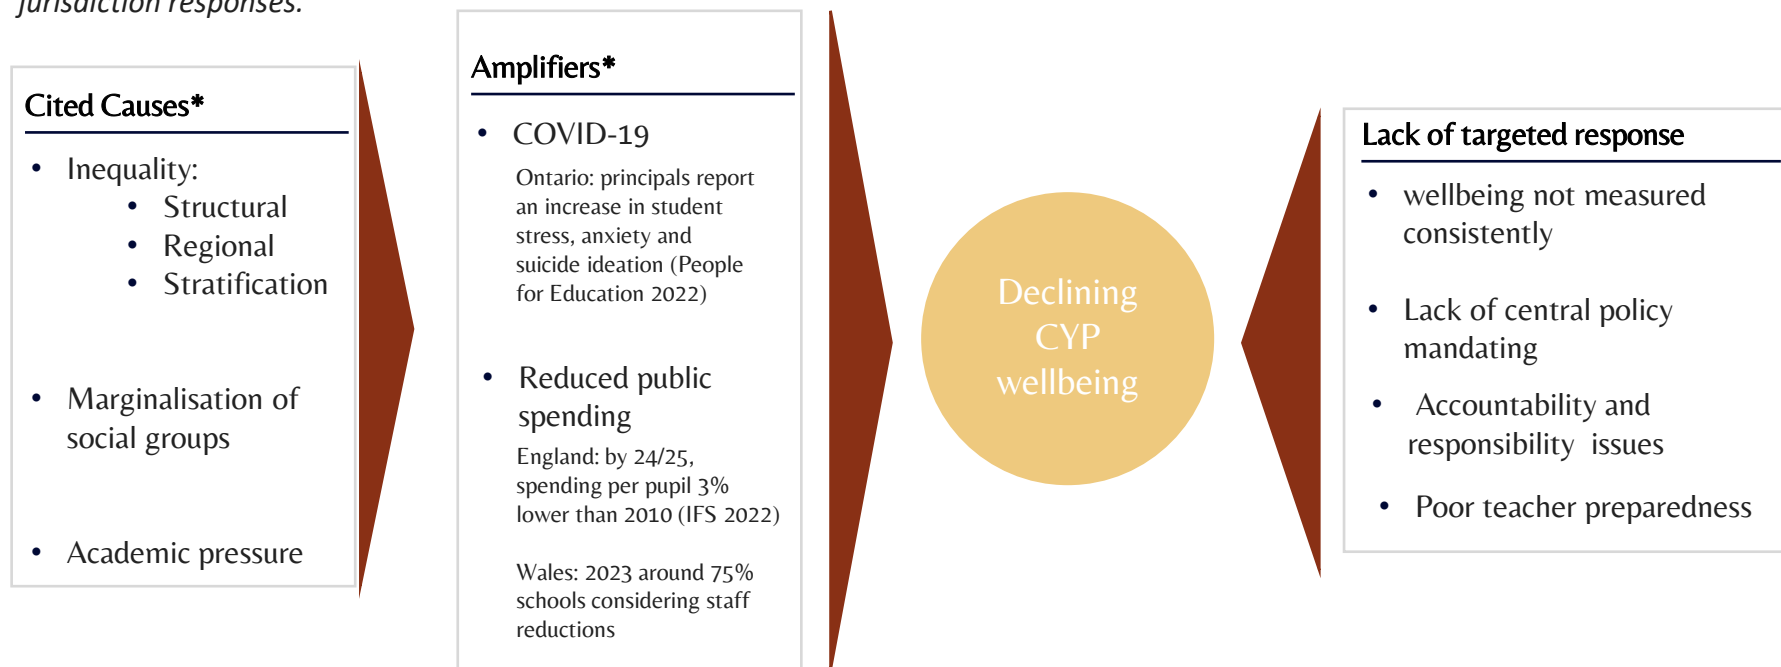 jurisdiction responses.
Cited Causes*
• Inequality:
• Structural
• Regional
• Stratification
• Marginalisation of
social groups
• Academic pressure
Amplifiers*
• COVID-19
Ontario: principals report
an increase in student
stress, anxiety and
suicide ideation (People
for Education 2022)
• Reduced public
spending
England: by 24/25,
spending per pupil 3%
lower than 2010 (IFS 2022)
Wales: 2023 around 75%
schools considering staff
reductions
Declining
CYP
wellbeing
Lack of targeted response
• wellbeing not measured
consistently
• Lack of central policy
mandating
• Accountability and
responsibility issues
• Poor teacher preparedness